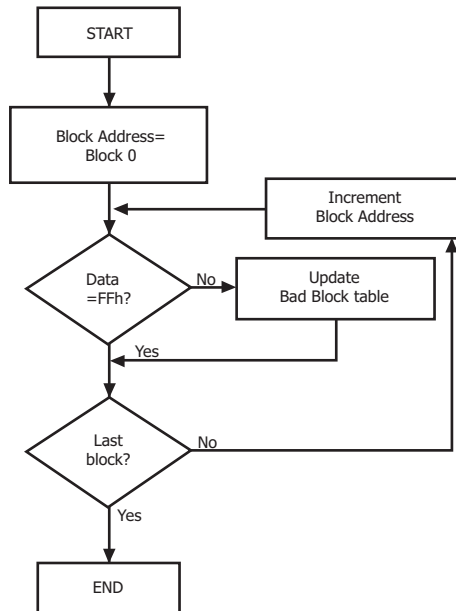 START
Block Address=
Block 0
Increment
Block Address
Data
=FFh?
No
Update
Bad Block table
Yes
Last
block?
No
Yes
END